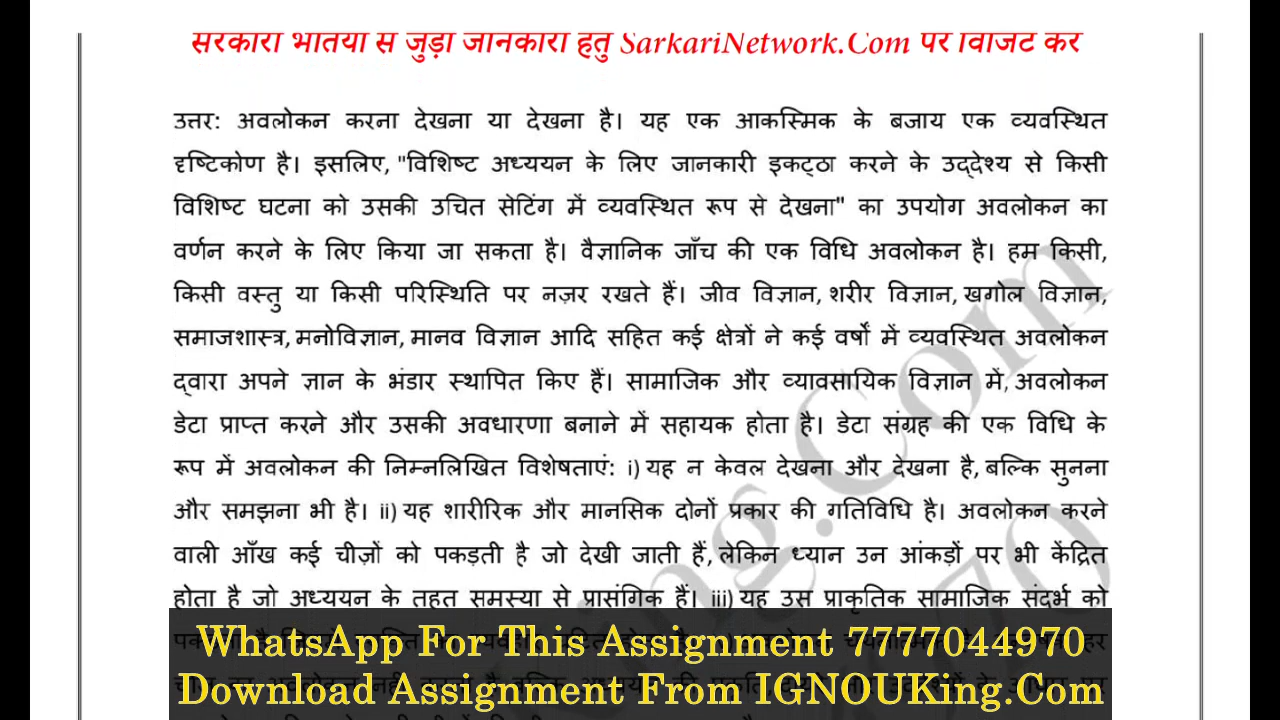 सरकारी भर्तियों से जुड़ी जानकारी हेतु SarkariNetwork.Com पर विजिट करें
उत्तर: अवलोकन करना देखना या देखना है। यह एक आकस्मिक के बजाय एक व्यवस्थित
दृष्टिकोण है। इसलिए, "विशिष्ट अध्ययन के लिए जानकारी इकट्ठा करने के उद्देश्य से किसी
विशिष्ट घटना को उसकी उचित सेटिंग में व्यवस्थित रूप से देखना" का उपयोग अवलोकन का
वर्णन करने के लिए किया जा सकता है। वैज्ञानिक जाँच की एक विधि अवलोकन है। हम किसी,
किसी वस्तु या किसी परिस्थिति पर नज़र रखते हैं। जीव विज्ञान, शरीर विज्ञान, खगोल विज्ञान,
समाजशास्त्र, मनोविज्ञान, मानव विज्ञान आदि सहित कई क्षेत्रों ने कई वर्षों में व्यवस्थित अवलोकन
द्वारा अपने ज्ञान के भंडार स्थापित किए हैं। सामाजिक और व्यावसायिक विज्ञान में, अवलोकन
डेटा प्राप्त करने और उसकी अवधारणा बनाने में सहायक होता है। डेटा संग्रह की एक विधि के
रूप में अवलोकन की निम्नलिखित विशेषताएं: i) यह न केवल देखना और देखना है, बल्कि सुनना
और समझना भी है। ii) यह शारीरिक और मानसिक दोनों प्रकार की गतिविधि है। अवलोकन करने
वाली आँख कई चीज़ों को पकड़ती है जो देखी जाती हैं, लेकिन ध्यान उन आंकड़ों पर भी केंद्रित
होता है जो अध्ययन के तहत समस्या से प्रासंगिक हैं। iii) यह उस प्राकृतिक सामाजिक संदर्भ को
WhatsApp For This Assignment 7777044970
Download Assignment From IGNOUKing.Com